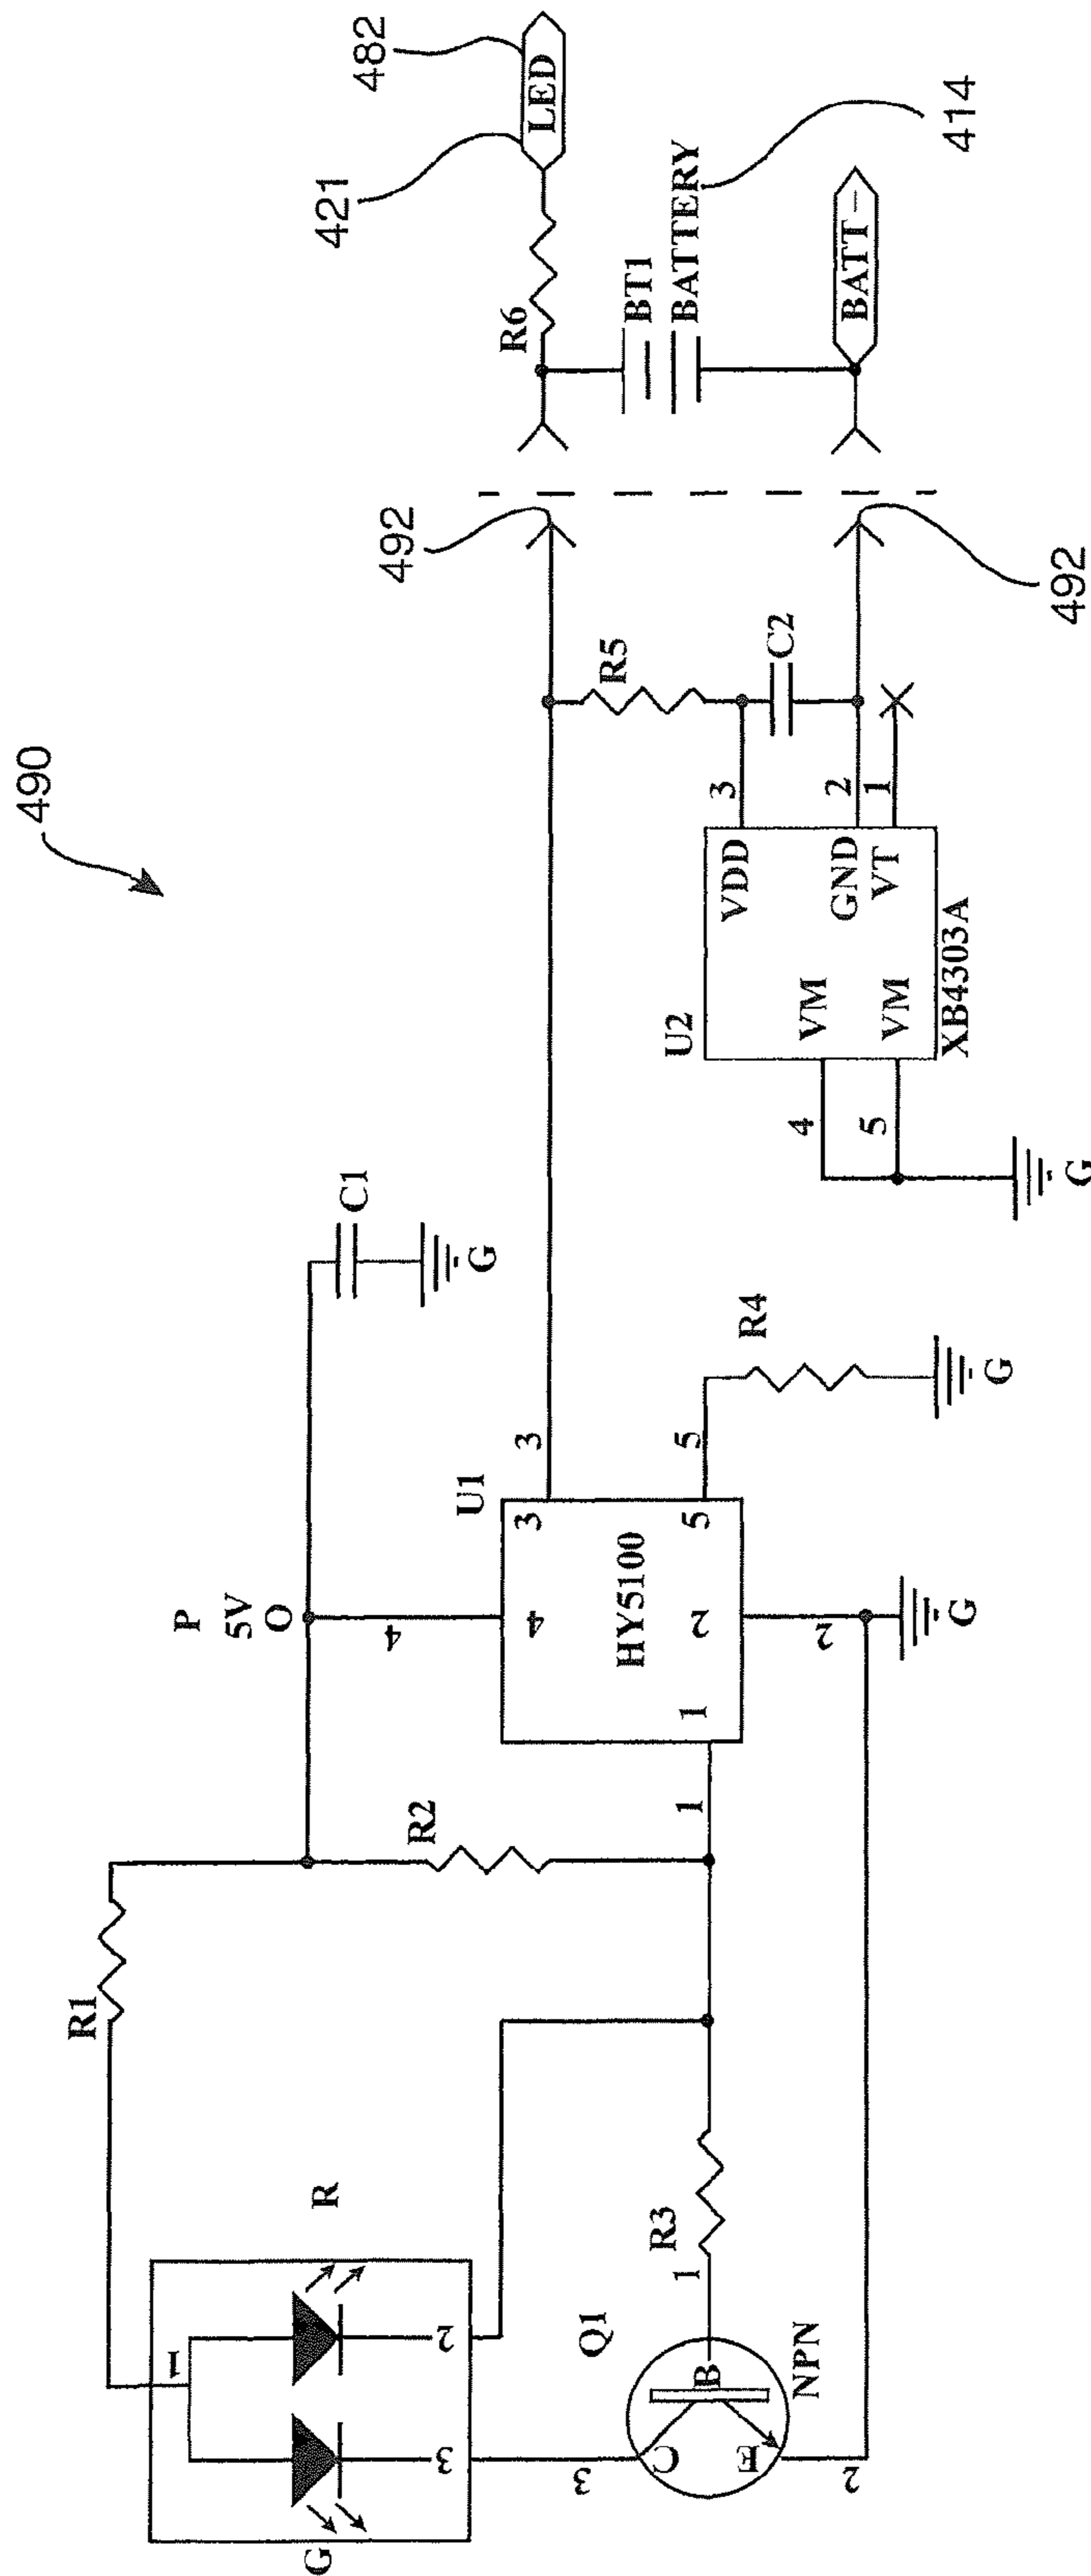 490
R1
R
G
1
3
2
Q1
C
B
E
NPN
3
1
2
R3
R2
P
5V
O
4
U1
4
3
HY5100
1
2
5
1
3
5
2
G
C1
G
R4
G
U2
VM
VM
VDD
GND
VT
XB4303A
4
5
G
3
2
1
R5
C2
492
492
R6
421
482
LED
BT1
BATTERY
414
BATT –